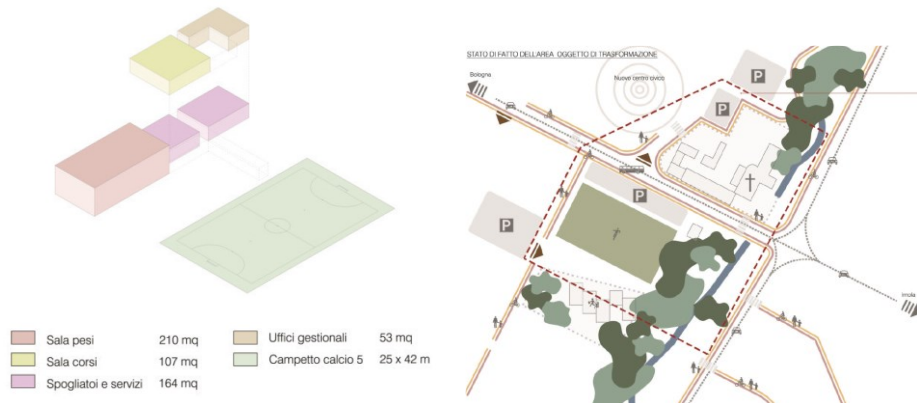 Sala pesi 210 mq
Sala corsi 107 mq
Spogliatoi e servizi 164 mq
Uffici gestionali 53 mq
Campetto calcio 5 25 x 42 m
STATO DI FATTO DELL'AREA OGGETTO DI TRASFORMAZIONE
Bologna
Nuovo centro civico
P
P
P
P
Imola